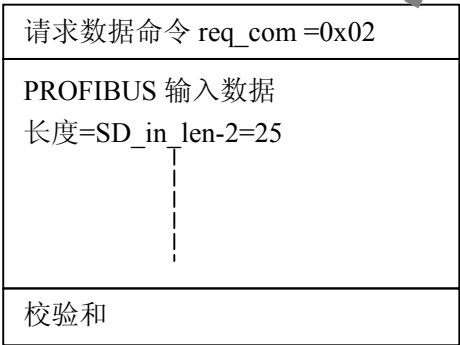 请求数据命令 req_com =0x02
PROFIBUS 输入数据
长度=SD_in_len-2=25
校验和